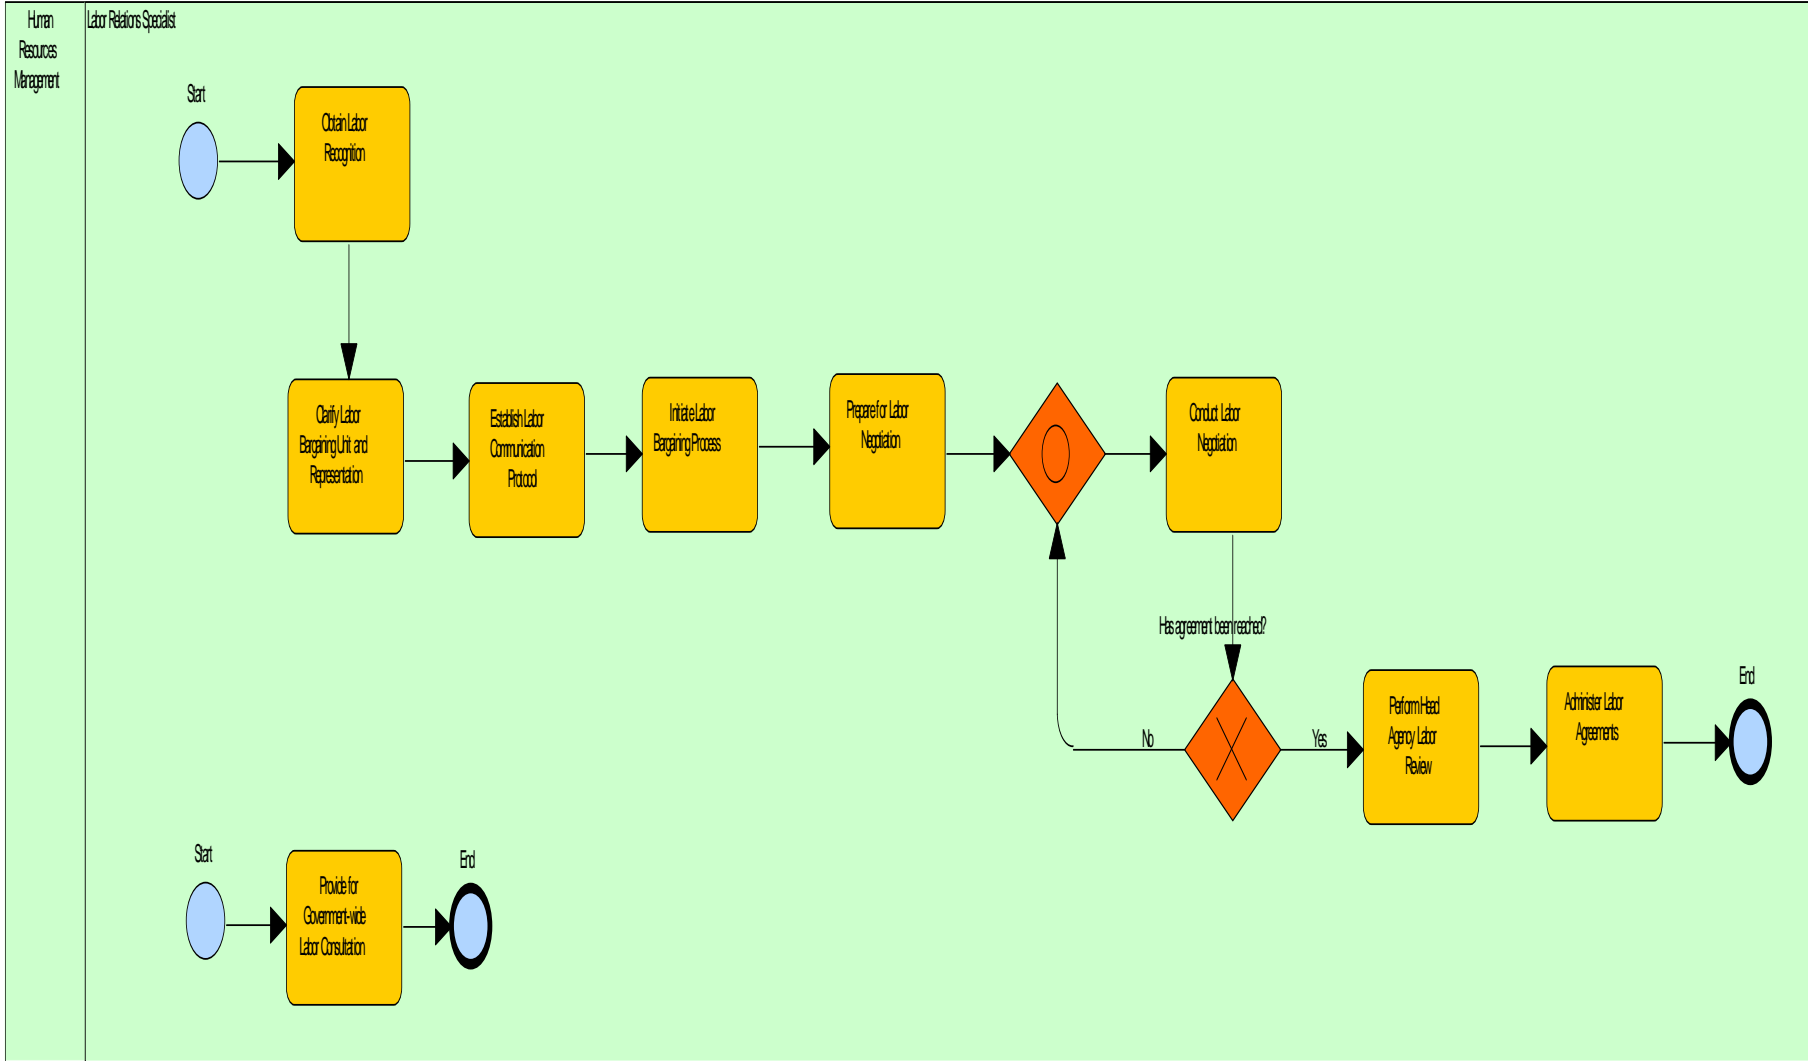 Human
Resources
Management
Labor Relations Specialist
Start
Obtain Labor
Recognition
Clarify Labor
Bargaining Unit and
Representation
Establish Labor
Communication
Protocol
Initiate Labor
Bargaining Process
Prepare for Labor
Negotiation
Conduct Labor
Negotiation
Has agreement been reached?
No
Yes
Perform Head
Agency Labor
Review
Administer Labor
Agreements
End
Start
Provide for
Government-wide
Labor Consultation
End